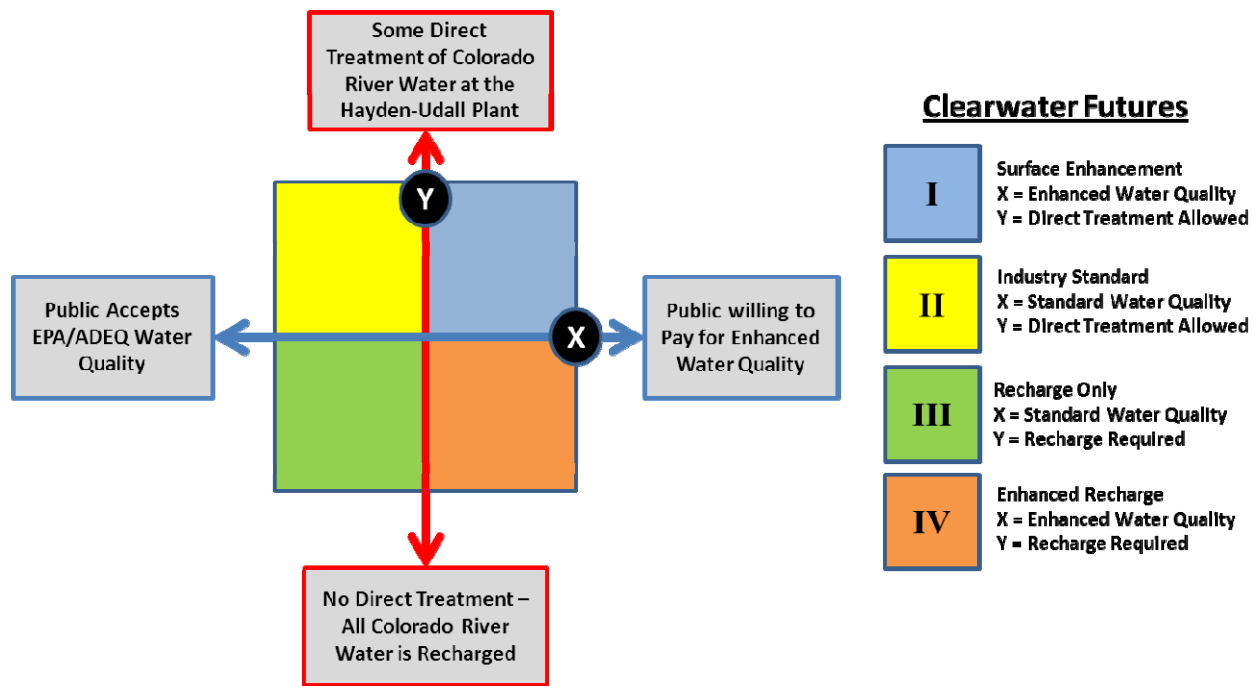 Some Direct
Treatment of Colorado
River Water at the
Hayden-Udall Plant
Y
Public Accepts
EPA/ADEQ Water
Quality
X
Public willing to
Pay for Enhanced
Water Quality
No Direct Treatment –
All Colorado River
Water is Recharged
Clearwater Futures
I
Surface Enhancement
X = Enhanced Water Quality
Y = Direct Treatment Allowed
II
Industry Standard
X = Standard Water Quality
Y = Direct Treatment Allowed
III
Recharge Only
X = Standard Water Quality
Y = Recharge Required
IV
Enhanced Recharge
X = Enhanced Water Quality
Y = Recharge Required